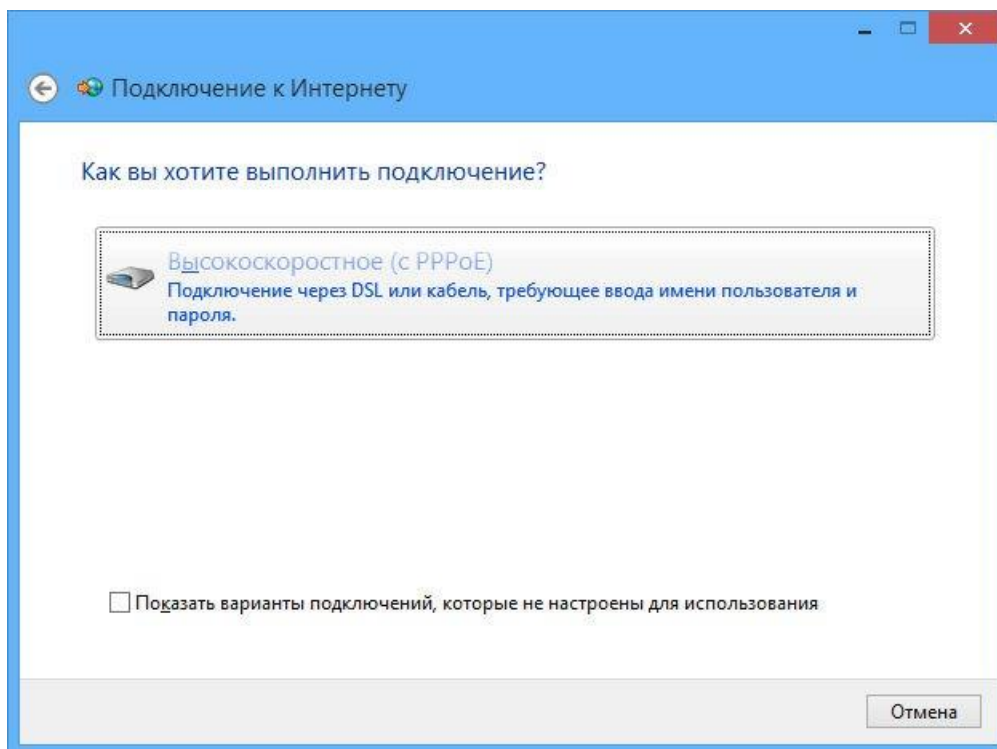 Подключение к Интернету
Как вы хотите выполнить подключение?
Высокоскоростное (с PPPoE)
Подключение через DSL или кабель, требующее ввода имени пользователя и
пароля.
Показать варианты подключений, которые не настроены для использования
Отмена